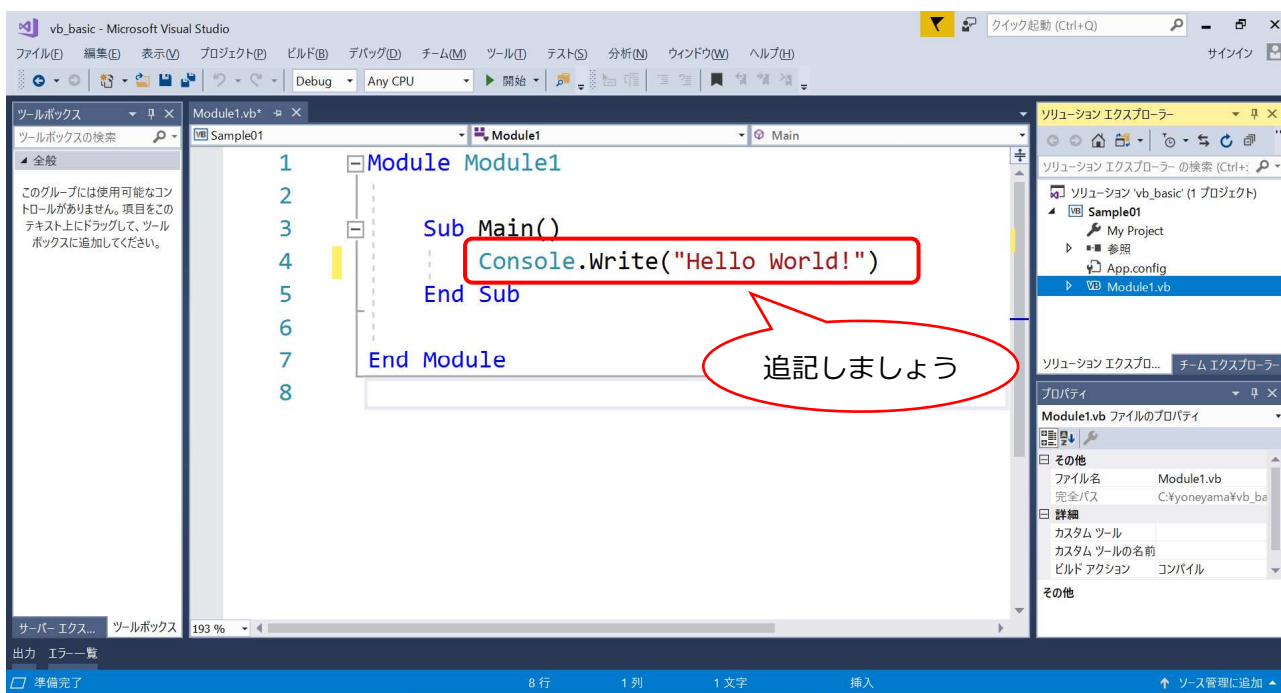 vb_basic - Microsoft Visual Studio
クイック起動 (Ctrl+Q)
ファイル(F) 編集(E) 表示(V) プロジェクト(P) ビルド(B) デバッグ(D) チーム(M) ツール(T) テスト(S) 分析(N) ウィンドウ(W) ヘルプ(H)
サインイン
Debug Any CPU 開始
ツールボックス
ツールボックスの検索
全般
このグループには使用可能なコン
トロールがありません。項目をこの
テキスト上にドラッグして、ツール
ボックスに追加してください。
サーバー エクス... ツールボックス
Module1.vb*
VB Sample01 Module1 Main
1 Module Module1
2
3 Sub Main()
4 Console.Write("Hello World!")
5 End Sub
6
7 End Module
8
追記しましょう
193 %
ソリューション エクスプローラー
ソリューション エクスプローラー の検索 (Ctrl+;
ソリューション 'vb_basic' (1 プロジェクト)
VB Sample01
My Project
参照
App.config
VB Module1.vb
ソリューション エクスプロ... チーム エクスプローラー
プロパティ
Module1.vb ファイルのプロパティ
その他
ファイル名 Module1.vb
完全パス C:¥yoneyama¥vb_ba
詳細
カスタム ツール
カスタム ツールの名前
ビルド アクション コンパイル
その他
出力 エラー一覧
準備完了 8 行 1 列 1 文字 挿入 ソース管理に追加